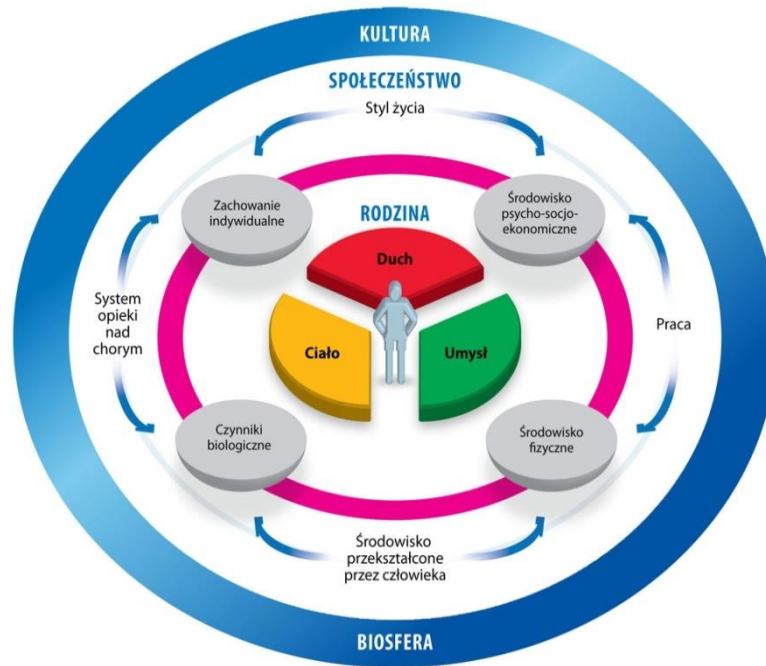 KULTURA
SPOŁECZEŃSTWO
Styl życia
Zachowanie
indywidualne
Środowisko
psycho-socjo-
ekonomiczne
RODZINA
Duch
System
opieki
nad
chorym
Praca
Ciało
Umysł
Czynniki
biologiczne
Środowisko
fizyczne
Środowisko
przekształcone
przez człowieka
BIOSFERA